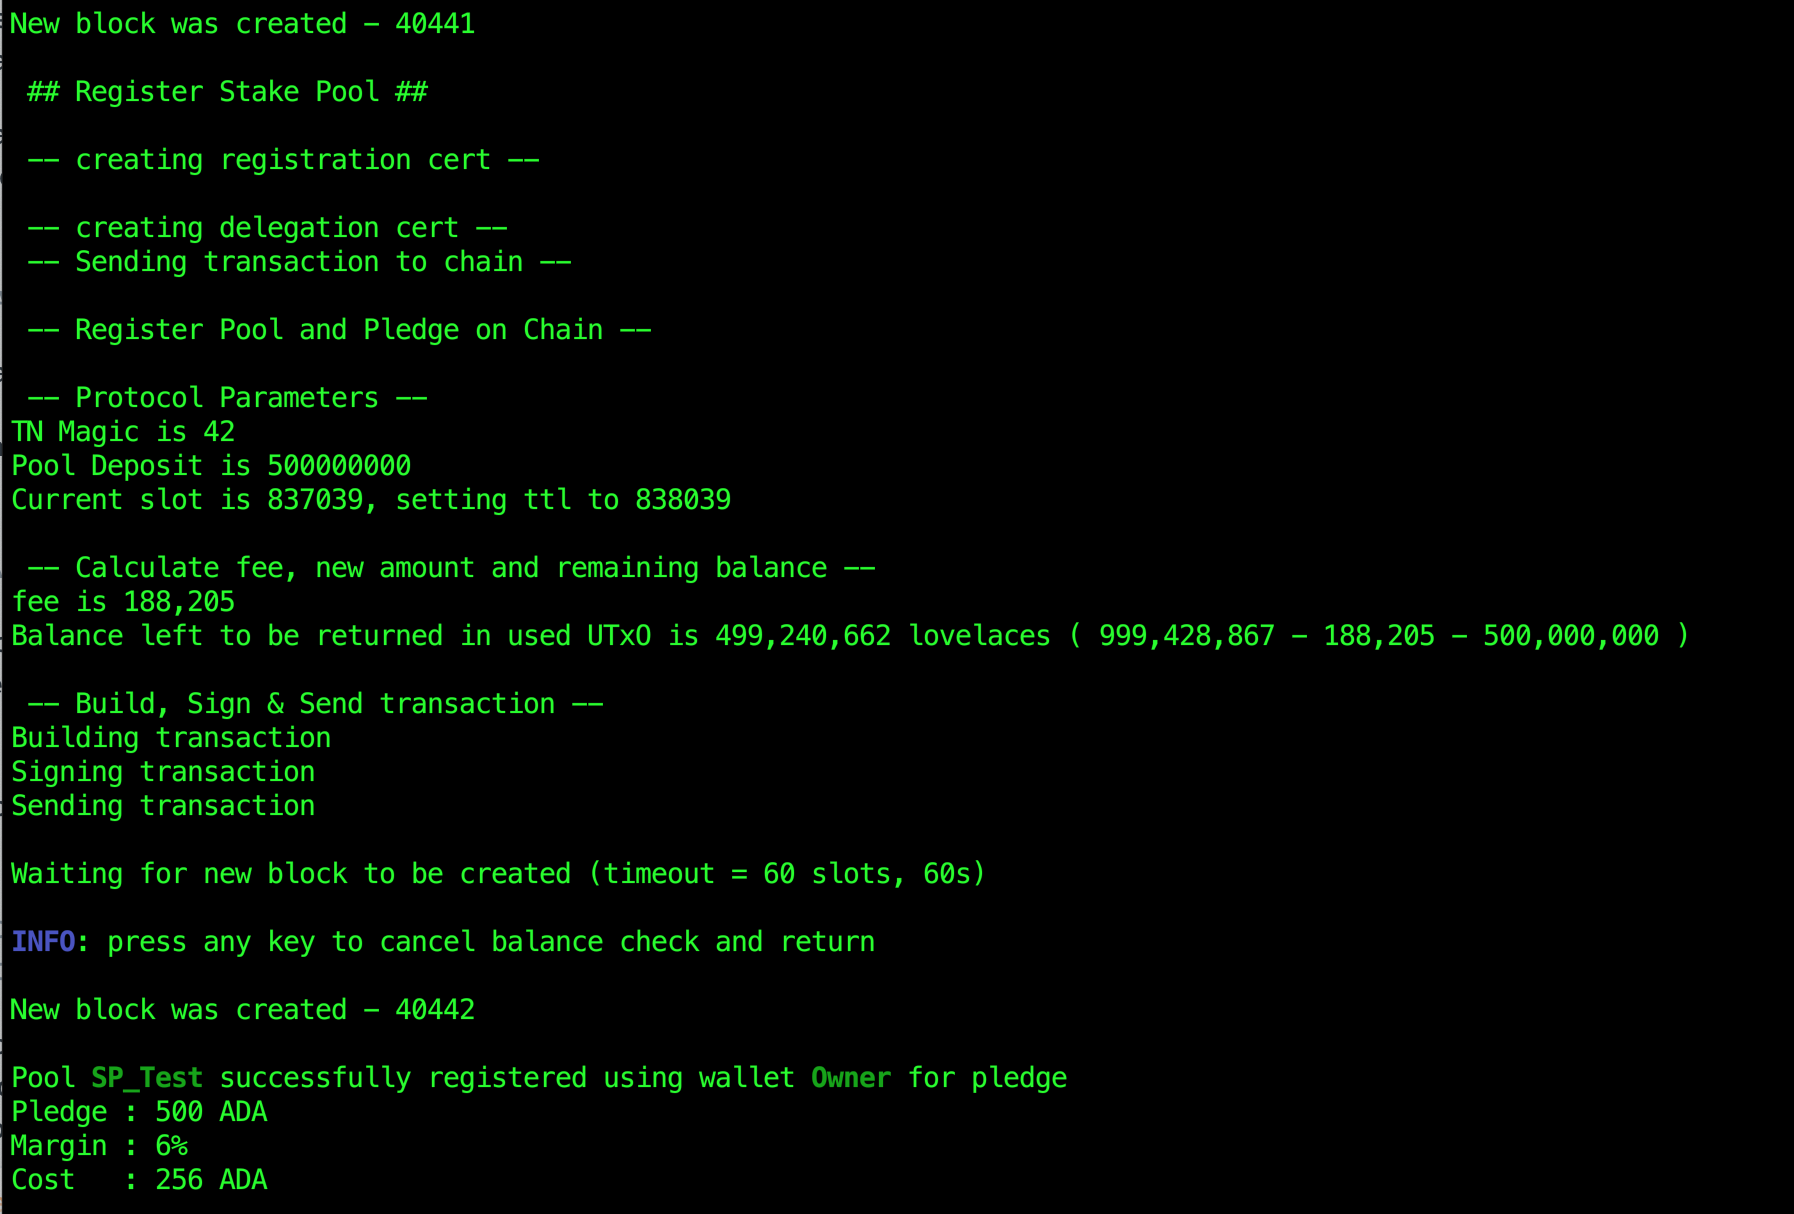 New block was created - 40441
## Register Stake Pool ##
-- creating registration cert --
-- creating delegation cert --
-- Sending transaction to chain --
-- Register Pool and Pledge on Chain --
-- Protocol Parameters --
TN Magic is 42
Pool Deposit is 500000000
Current slot is 837039, setting ttl to 838039
-- Calculate fee, new amount and remaining balance --
fee is 188,205
Balance left to be returned in used UTxO is 499,240,662 lovelaces ( 999,428,867 - 188,205 - 500,000,000 )
-- Build, Sign & Send transaction --
Building transaction
Signing transaction
Sending transaction
Waiting for new block to be created (timeout = 60 slots, 60s)
INFO: press any key to cancel balance check and return
New block was created - 40442
Pool SP_Test successfully registered using wallet Owner for pledge
Pledge : 500 ADA
Margin : 6%
Cost   : 256 ADA